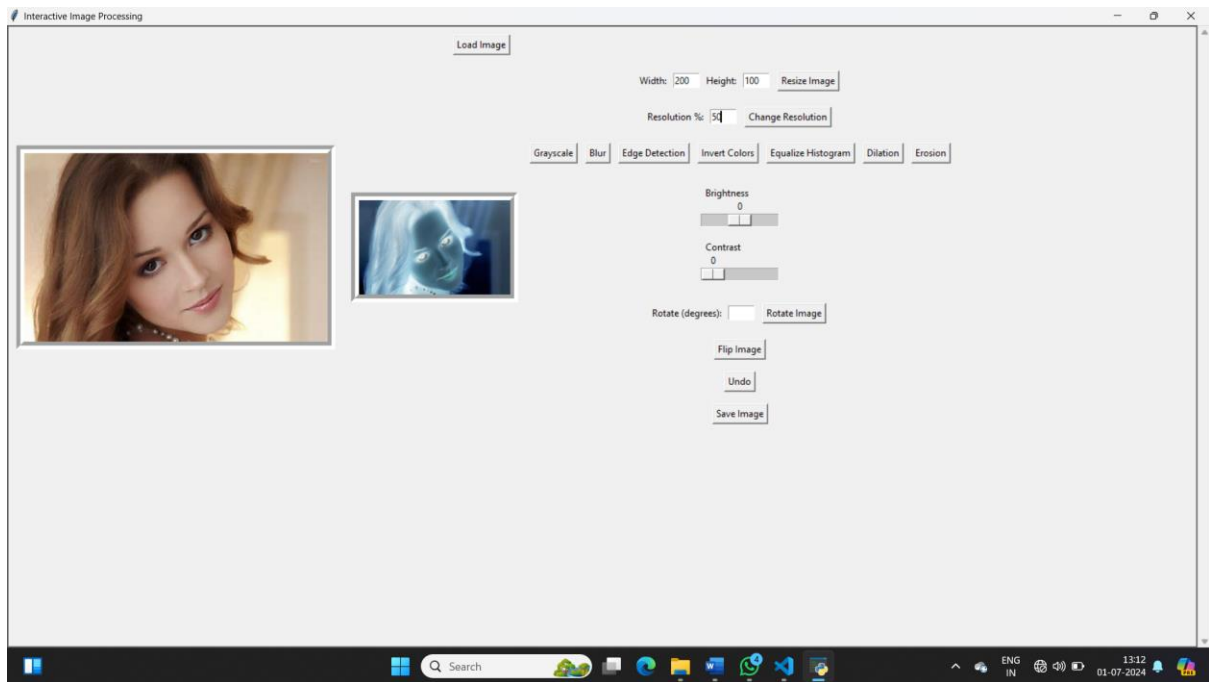 Interactive Image Processing
Load Image
Width: 200 Height: 100 Resize Image
Resolution %: 50 Change Resolution
Grayscale Blur Edge Detection Invert Colors Equalize Histogram Dilation Erosion
Brightness
0
Contrast
0
Rotate (degrees): Rotate Image
Flip Image
Undo
Save Image
Search
4
ENG
IN
13:12
01-07-2024